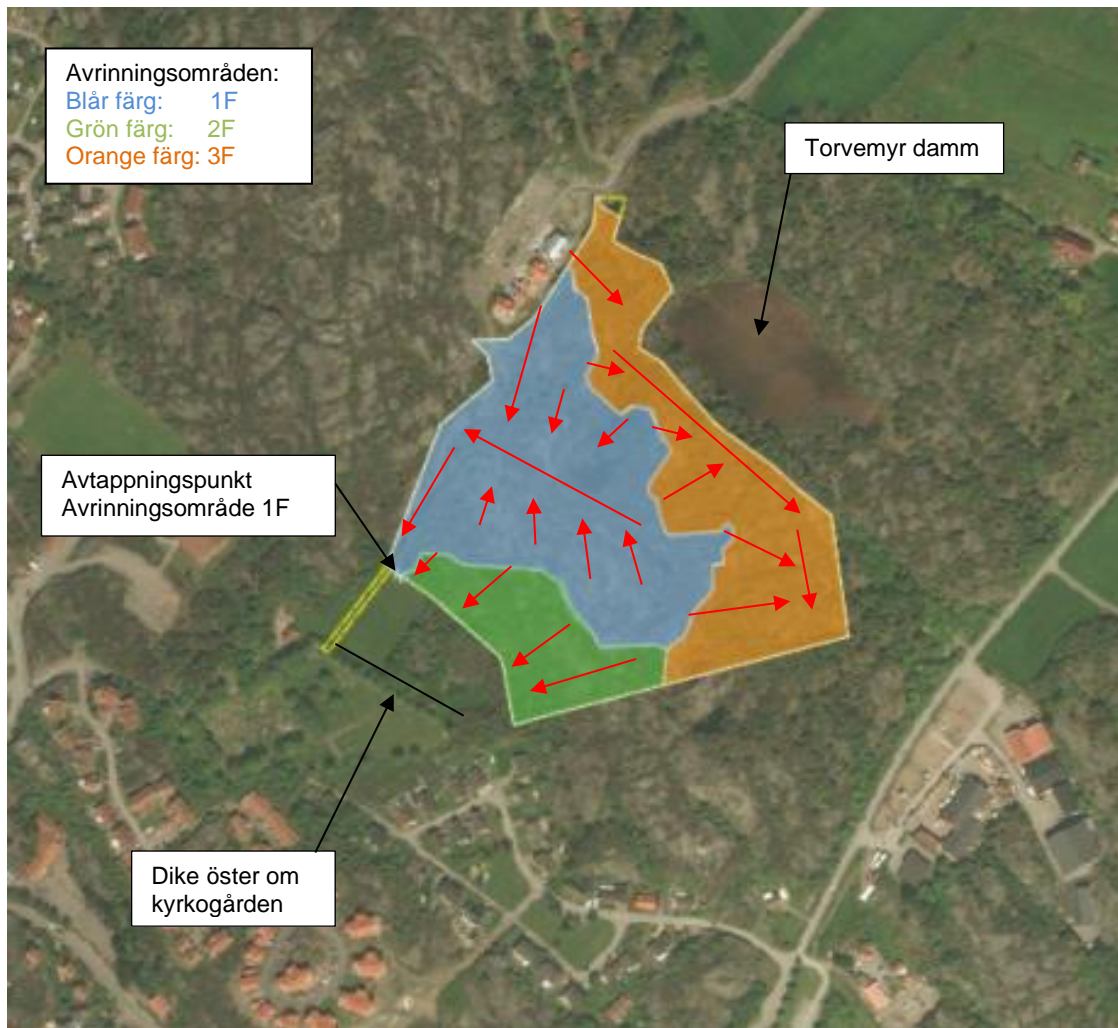 Avrinningsområden:
Blår färg: 1F
Grön färg: 2F
Orange färg: 3F
Torvemyr damm
Avtappningspunkt
Avrinningsområde 1F
Dike öster om
kyrkogården